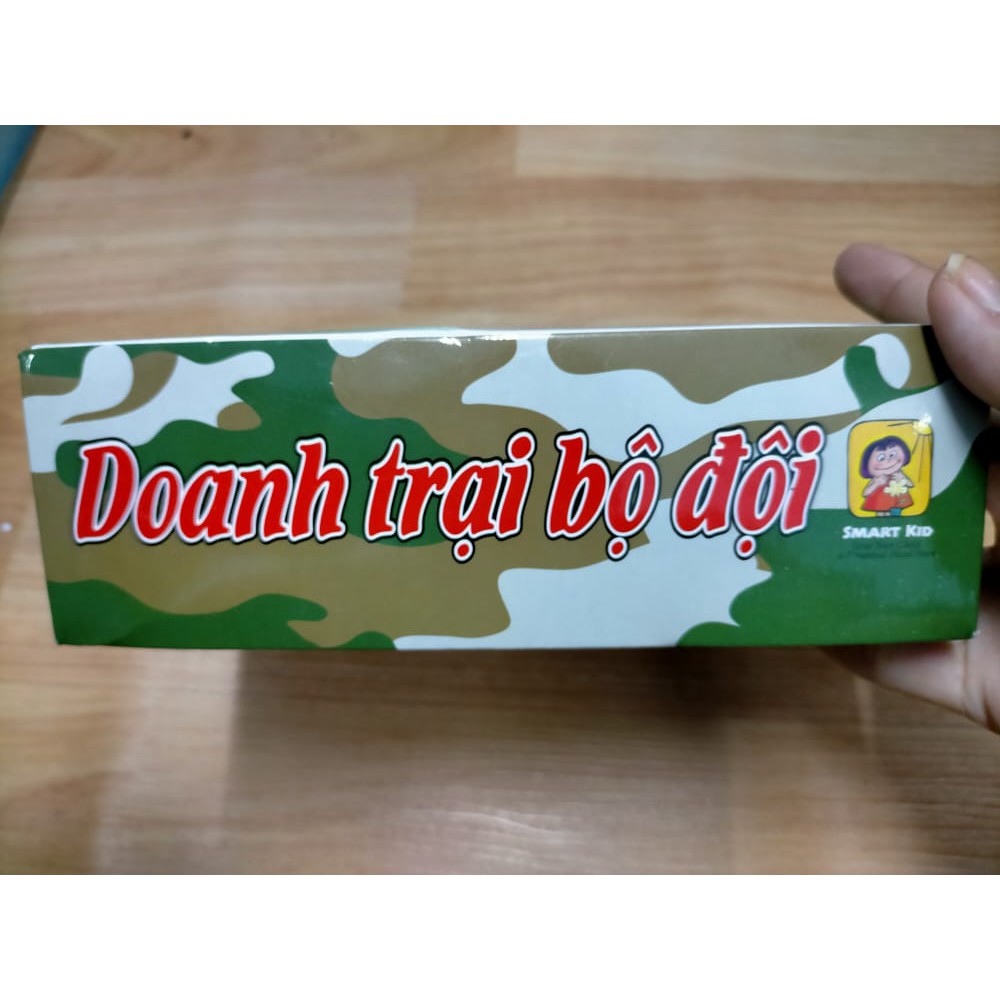 Doanh trại bộ đội
SMART KID